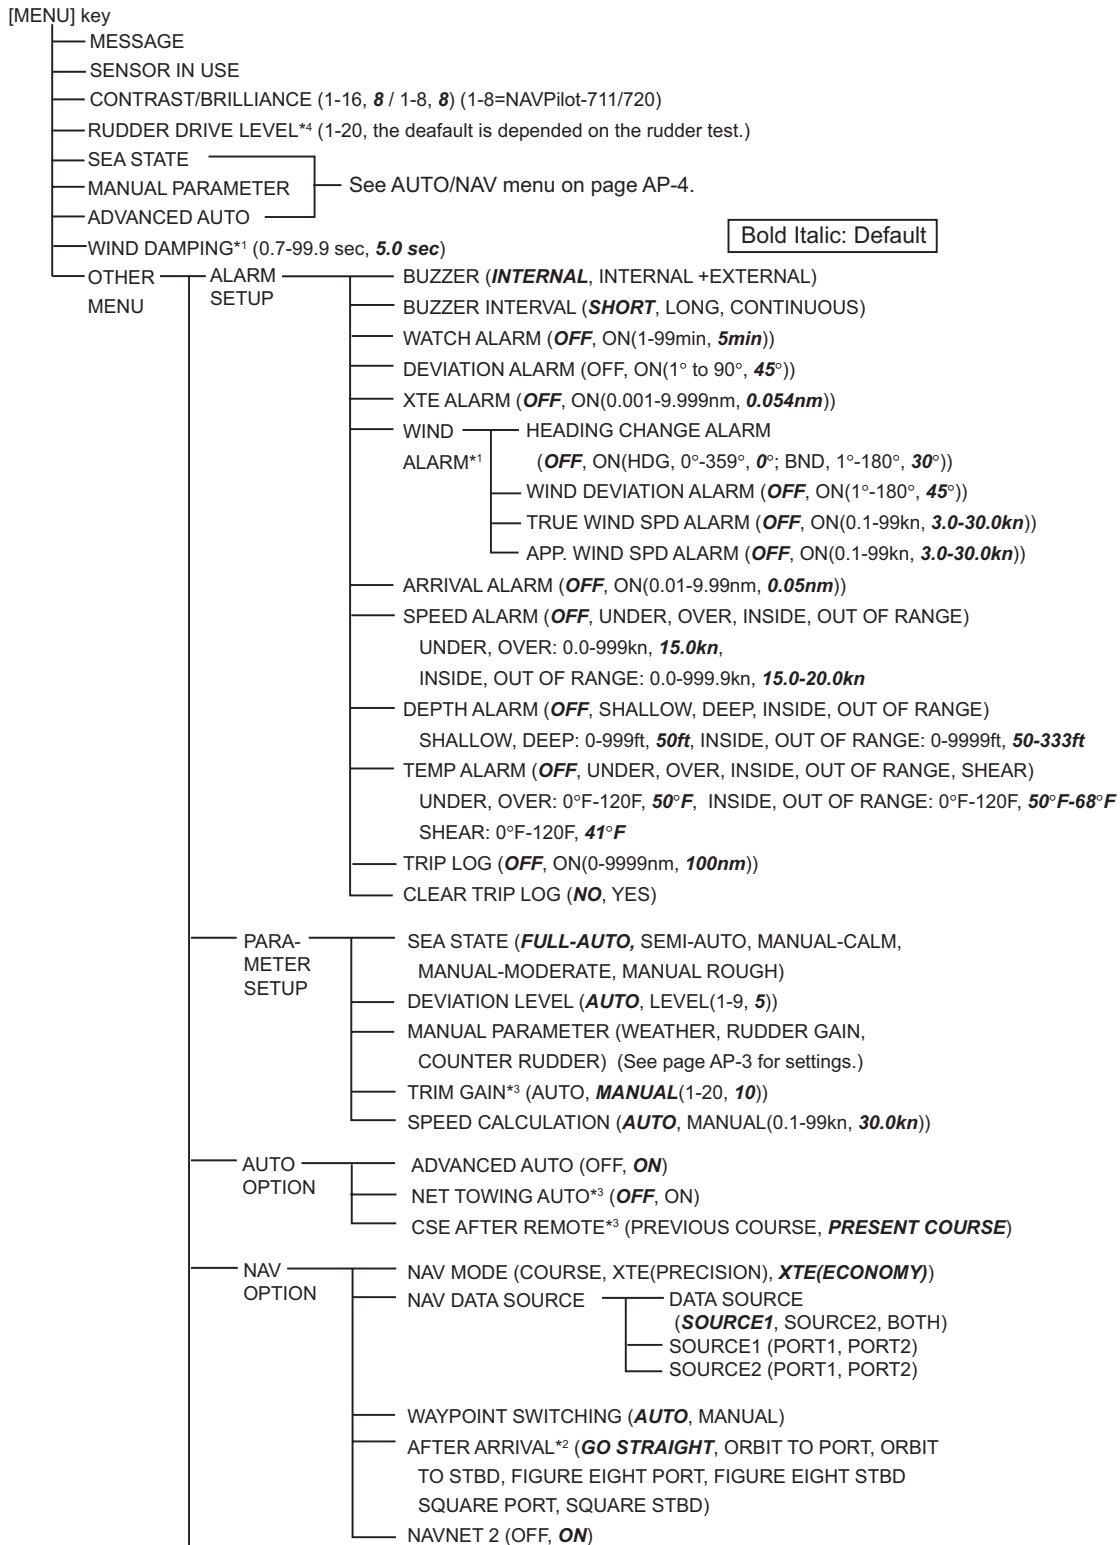 [MENU] key
MESSAGE
SENSOR IN USE
CONTRAST/BRILLIANCE (1-16, 8 / 1-8, 8) (1-8=NAVPilot-711/720)
RUDDER DRIVE LEVEL*4 (1-20, the deafault is depended on the rudder test.)
SEA STATE
MANUAL PARAMETER
See AUTO/NAV menu on page AP-4.
ADVANCED AUTO
WIND DAMPING*1 (0.7-99.9 sec, 5.0 sec)
Bold Italic: Default
OTHER
MENU
ALARM
SETUP
BUZZER (INTERNAL, INTERNAL +EXTERNAL)
BUZZER INTERVAL (SHORT, LONG, CONTINUOUS)
WATCH ALARM (OFF, ON(1-99min, 5min))
DEVIATION ALARM (OFF, ON(1° to 90°, 45°))
XTE ALARM (OFF, ON(0.001-9.999nm, 0.054nm))
WIND
ALARM*1
HEADING CHANGE ALARM
(OFF, ON(HDG, 0°-359°, 0°; BND, 1°-180°, 30°))
WIND DEVIATION ALARM (OFF, ON(1°-180°, 45°))
TRUE WIND SPD ALARM (OFF, ON(0.1-99kn, 3.0-30.0kn))
APP. WIND SPD ALARM (OFF, ON(0.1-99kn, 3.0-30.0kn))
ARRIVAL ALARM (OFF, ON(0.01-9.99nm, 0.05nm))
SPEED ALARM (OFF, UNDER, OVER, INSIDE, OUT OF RANGE)
UNDER, OVER: 0.0-999kn, 15.0kn,
INSIDE, OUT OF RANGE: 0.0-999.9kn, 15.0-20.0kn
DEPTH ALARM (OFF, SHALLOW, DEEP, INSIDE, OUT OF RANGE)
SHALLOW, DEEP: 0-999ft, 50ft, INSIDE, OUT OF RANGE: 0-9999ft, 50-333ft
TEMP ALARM (OFF, UNDER, OVER, INSIDE, OUT OF RANGE, SHEAR)
UNDER, OVER: 0°F-120F, 50°F, INSIDE, OUT OF RANGE: 0°F-120F, 50°F-68°F
SHEAR: 0°F-120F, 41°F
TRIP LOG (OFF, ON(0-9999nm, 100nm))
CLEAR TRIP LOG (NO, YES)
PARA-
METER
SETUP
SEA STATE (FULL-AUTO, SEMI-AUTO, MANUAL-CALM,
MANUAL-MODERATE, MANUAL ROUGH)
DEVIATION LEVEL (AUTO, LEVEL(1-9, 5))
MANUAL PARAMETER (WEATHER, RUDDER GAIN,
COUNTER RUDDER) (See page AP-3 for settings.)
TRIM GAIN*3 (AUTO, MANUAL(1-20, 10))
SPEED CALCULATION (AUTO, MANUAL(0.1-99kn, 30.0kn))
AUTO
OPTION
ADVANCED AUTO (OFF, ON)
NET TOWING AUTO*3 (OFF, ON)
CSE AFTER REMOTE*3 (PREVIOUS COURSE, PRESENT COURSE)
NAV
OPTION
NAV MODE (COURSE, XTE(PRECISION), XTE(ECONOMY))
NAV DATA SOURCE
DATA SOURCE
(SOURCE1, SOURCE2, BOTH)
SOURCE1 (PORT1, PORT2)
SOURCE2 (PORT1, PORT2)
WAYPOINT SWITCHING (AUTO, MANUAL)
AFTER ARRIVAL*2 (GO STRAIGHT, ORBIT TO PORT, ORBIT
TO STBD, FIGURE EIGHT PORT, FIGURE EIGHT STBD
SQUARE PORT, SQUARE STBD)
NAVNET 2 (OFF, ON)